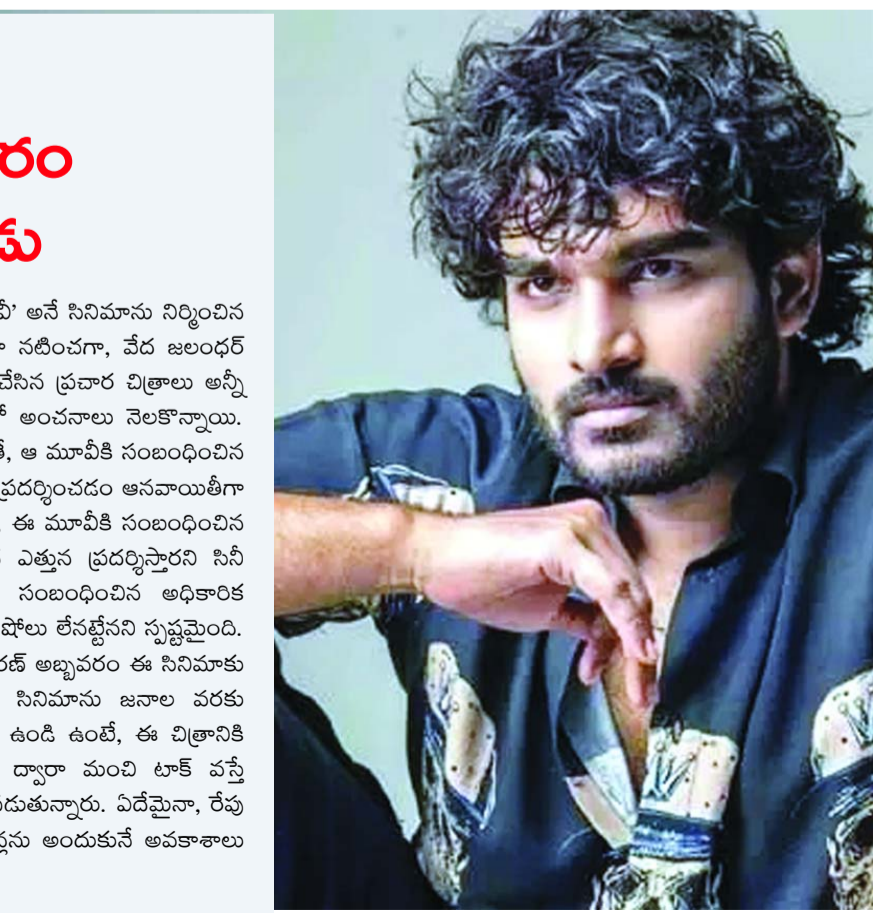 రం
డు
వీ’ అనే సినిమాను నిర్మించిన
నటించగా, వేద జలంధర్
చేసిన ప్రచార చిత్రాలు అన్నీ
అంచనాలు నెలకొన్నాయి.
ఆ మూవీకి సంబంధించిన
ప్రదర్శించడం ఆనవాయితీగా
ఈ మూవీకి సంబంధించిన
ఎత్తున ప్రదర్శిస్తారని సినీ
సంబంధించిన అధికారిక
షోలు లేనట్టేనని స్పష్టమైంది.
రణ్ అబ్బవరం ఈ సినిమాకు
సినిమాను జనాల వరకు
ఉండి ఉంటే, ఈ చిత్రానికి
ద్వారా మంచి టాక్ వస్తే
పడుతున్నారు. ఏదేమైనా, రేపు
అందుకునే అవకాశాలు